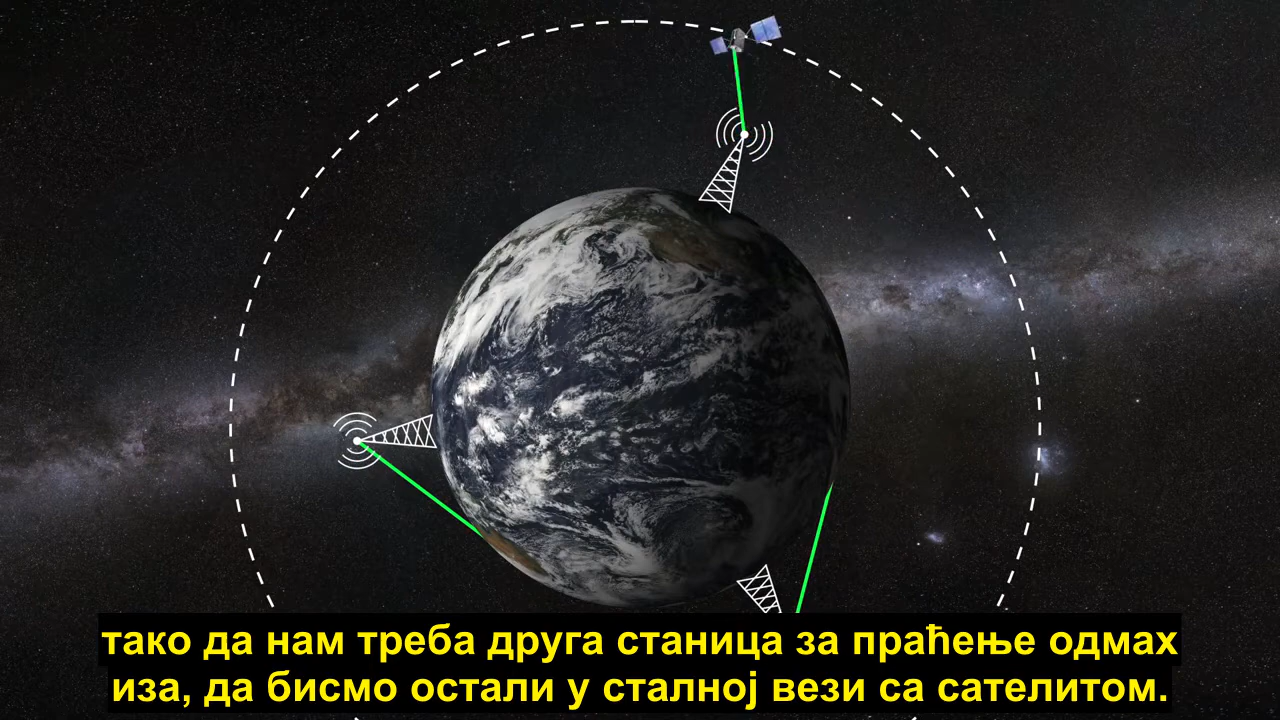 тако да нам треба друга станица за праћење одмах
иза, да бисмо остали у сталној вези са сателитом.